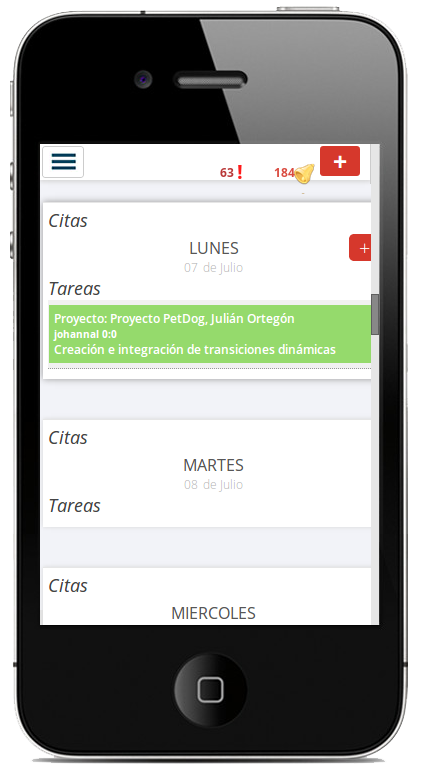 63 ! 184 +
Citas
LUNES
+
07 de Julio
Tareas
Proyecto: Proyecto PetDog, Julián Ortegón
johannal 0:0
Creación e integración de transiciones dinámicas
Citas
MARTES
08 de Julio
Tareas
Citas
MIERCOLES